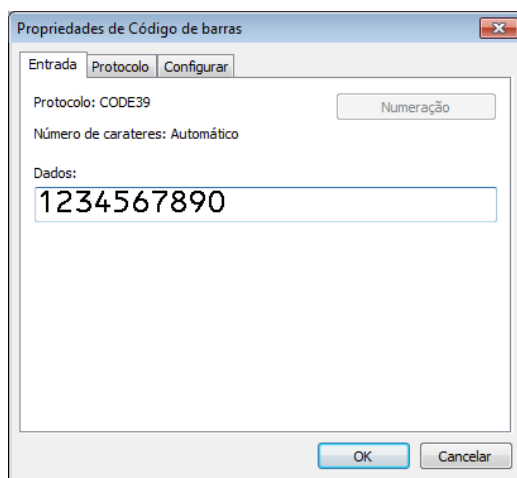 Propriedades de Código de barras
Entrada Protocolo Configurar
Protocolo: CODE39 Numeração
Número de carateres: Automático
Dados:
1234567890
OK Cancelar